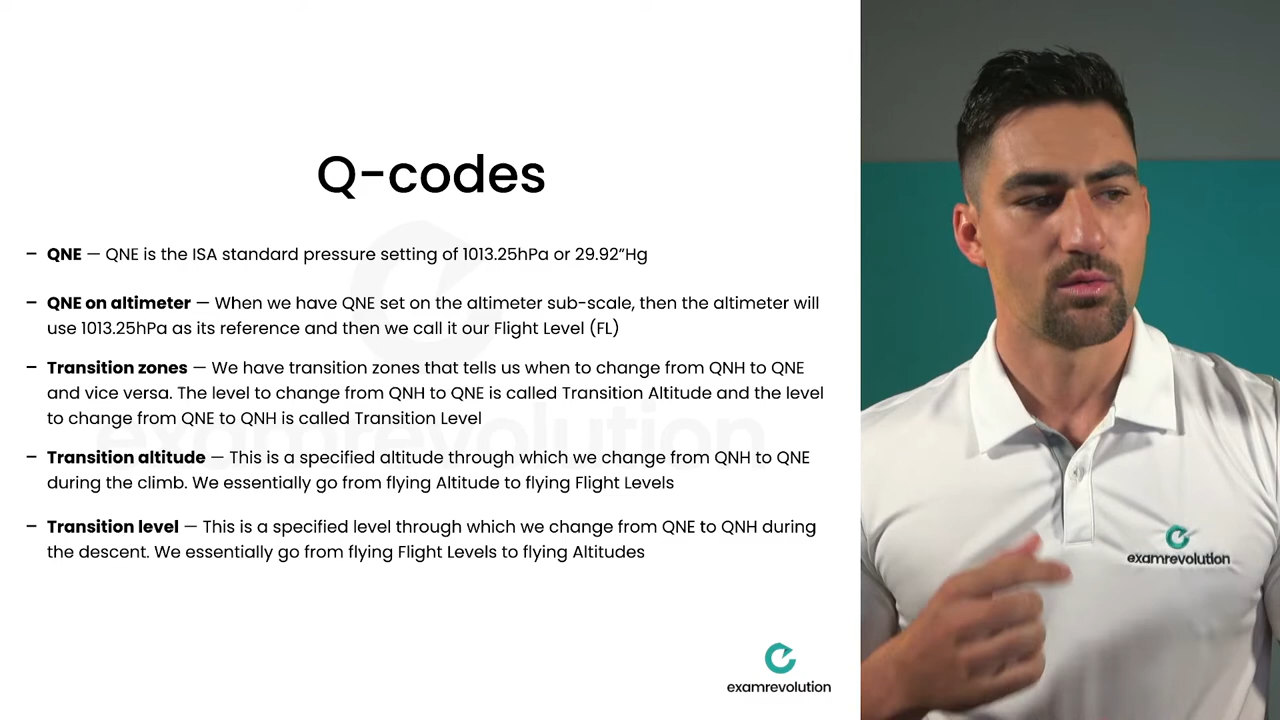 Q-codes
– QNE — QNE is the ISA standard pressure setting of 1013.25hPa or 29.92”Hg
– QNE on altimeter — When we have QNE set on the altimeter sub-scale, then the altimeter will
use 1013.25hPa as its reference and then we call it our Flight Level (FL)
– Transition zones — We have transition zones that tells us when to change from QNH to QNE
and vice versa. The level to change from QNH to QNE is called Transition Altitude and the level
to change from QNE to QNH is called Transition Level
– Transition altitude — This is a specified altitude through which we change from QNH to QNE
during the climb. We essentially go from flying Altitude to flying Flight Levels
– Transition level — This is a specified level through which we change from QNE to QNH during
the descent. We essentially go from flying Flight Levels to flying Altitudes
examrevolution
examrevolution
examrevolution